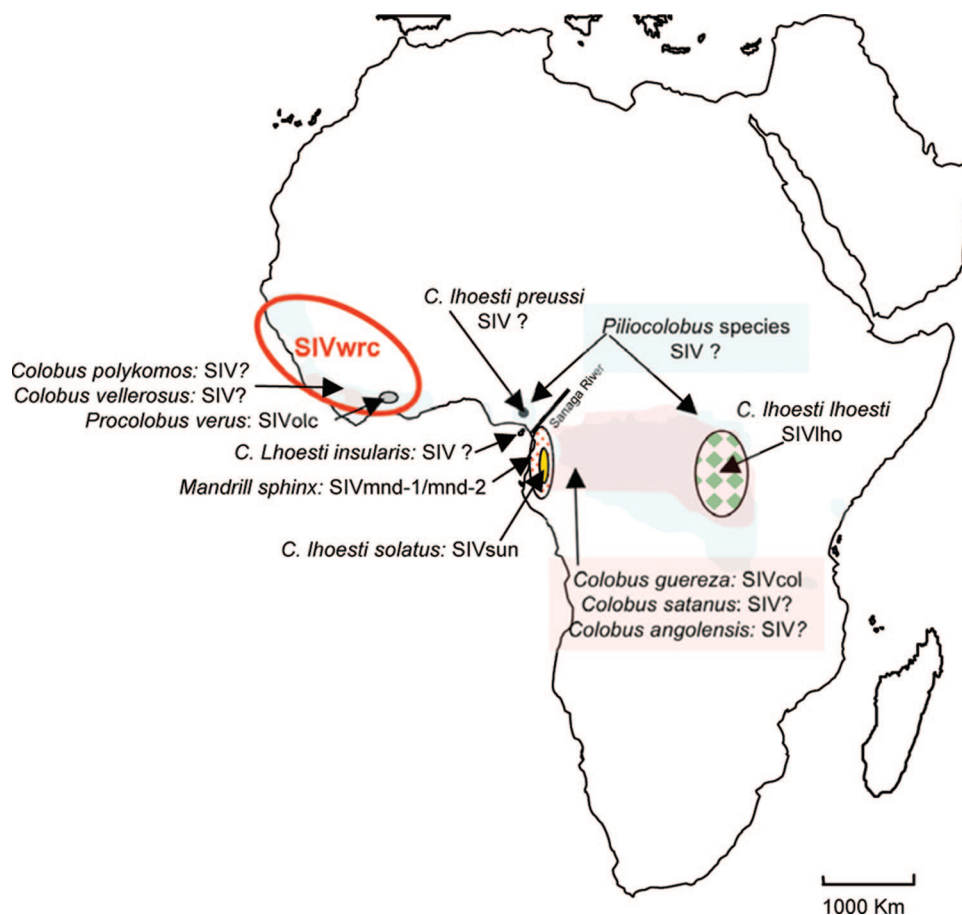 C. lhoesti preussi
SIV ?
Piliocolobus species
SIV ?
SIVwrc
Sanaga River
Colobus polykomos: SIV?
Colobus vellerosus: SIV?
Procolobus verus: SIVolc
C. lhoesti lhoesti
SIVlho
C. Lhoesti insularis: SIV ?
Mandrill sphinx: SIVmnd-1/mnd-2
C. lhoesti solatus: SIVsun
Colobus guereza: SIVcol
Colobus satanus: SIV?
Colobus angolensis: SIV?
1000 Km